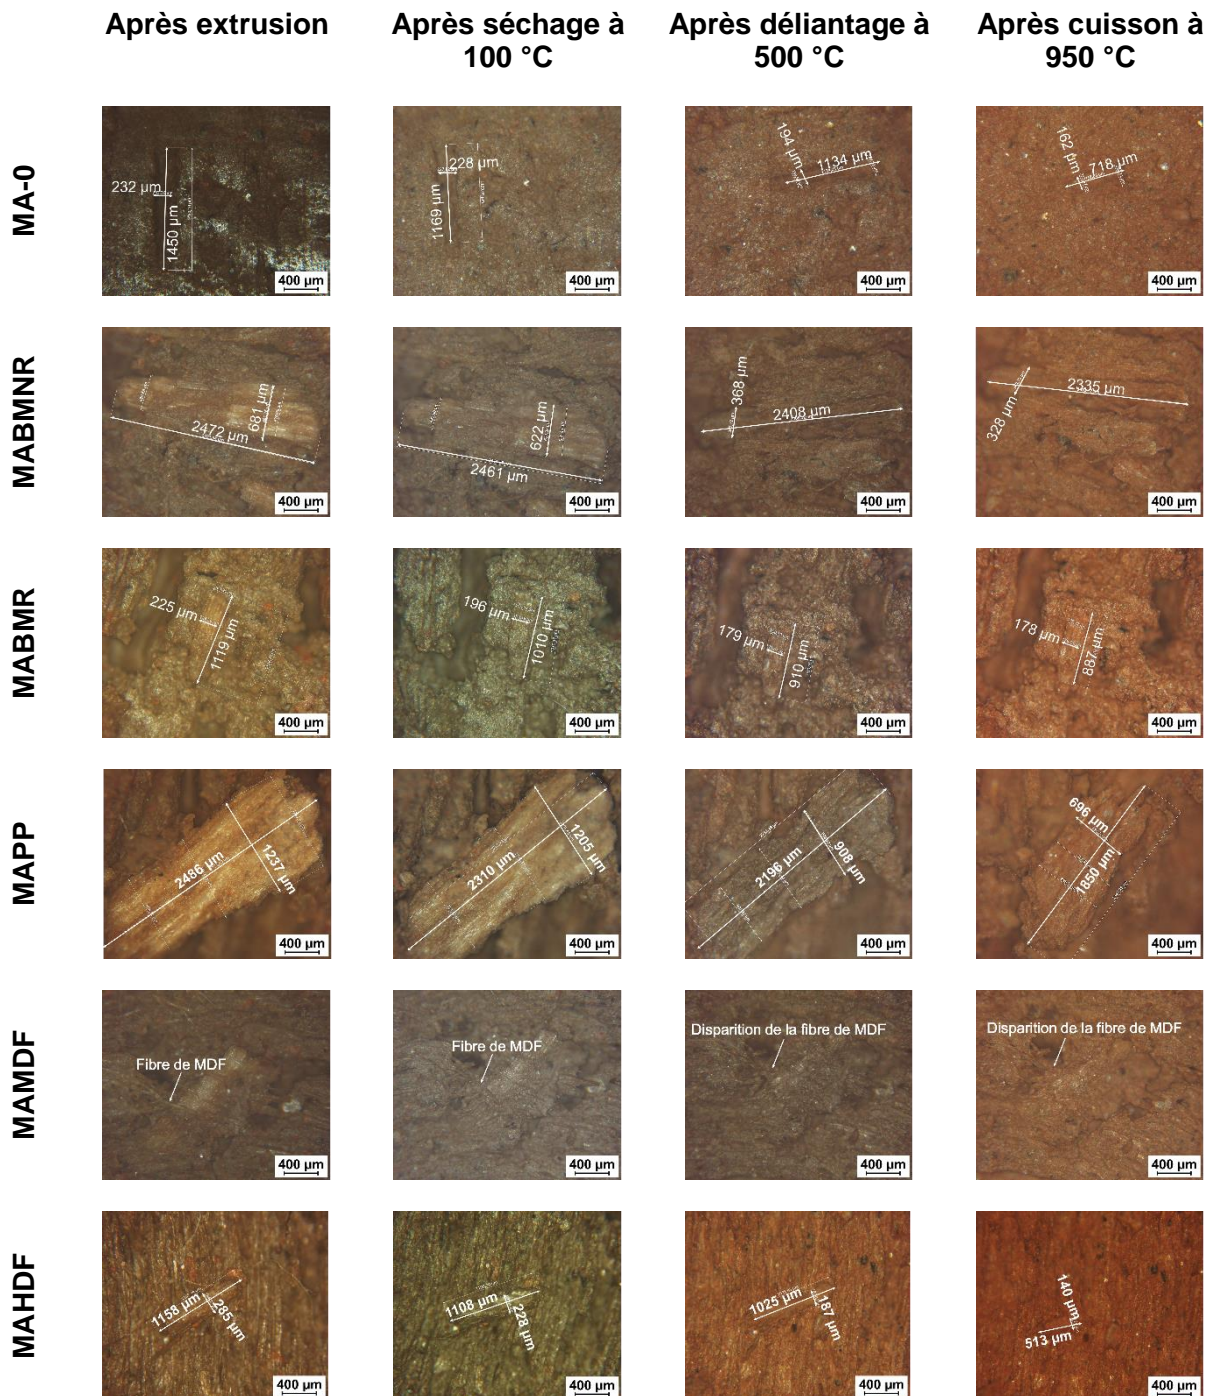 Après extrusion
Après séchage à
100 °C
Après déliantage à
500 °C
Après cuisson à
950 °C
MA-0
232 µm
1450 µm
400 µm
228 µm
1169 µm
400 µm
194 µm
1134 µm
400 µm
162 µm
718 µm
400 µm
MABMNR
2472 µm
681 µm
400 µm
2461 µm
622 µm
400 µm
368 µm
2408 µm
400 µm
2335 µm
328 µm
400 µm
MABMR
225 µm
1119 µm
400 µm
196 µm
1010 µm
400 µm
179 µm
910 µm
400 µm
178 µm
887 µm
400 µm
MAPP
2486 µm
1237 µm
400 µm
2310 µm
1205 µm
400 µm
2196 µm
908 µm
400 µm
696 µm
1850 µm
400 µm
MAMDF
Fibre de MDF
400 µm
Fibre de MDF
400 µm
Disparition de la fibre de MDF
400 µm
Disparition de la fibre de MDF
400 µm
MAHDF
1158 µm
285 µm
400 µm
1108 µm
228 µm
400 µm
1025 µm
187 µm
400 µm
140 µm
513 µm
400 µm